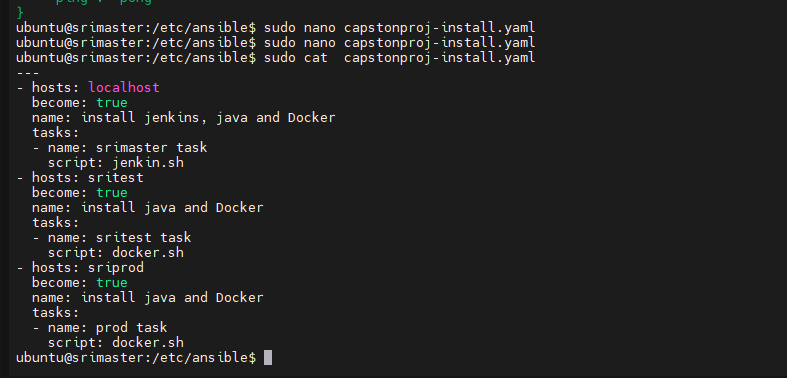 }
ubuntu@srimaster:/etc/ansible$ sudo nano capstonproj-install.yaml
ubuntu@srimaster:/etc/ansible$ sudo nano capstonproj-install.yaml
ubuntu@srimaster:/etc/ansible$ sudo cat  capstonproj-install.yaml
---
- hosts: localhost
  become: true
  name: install jenkins, java and Docker
  tasks:
  - name: srimaster task
    script: jenkin.sh
- hosts: sritest
  become: true
  name: install java and Docker
  tasks:
  - name: sritest task
    script: docker.sh
- hosts: sriprod
  become: true
  name: install java and Docker
  tasks:
  - name: prod task
    script: docker.sh
ubuntu@srimaster:/etc/ansible$